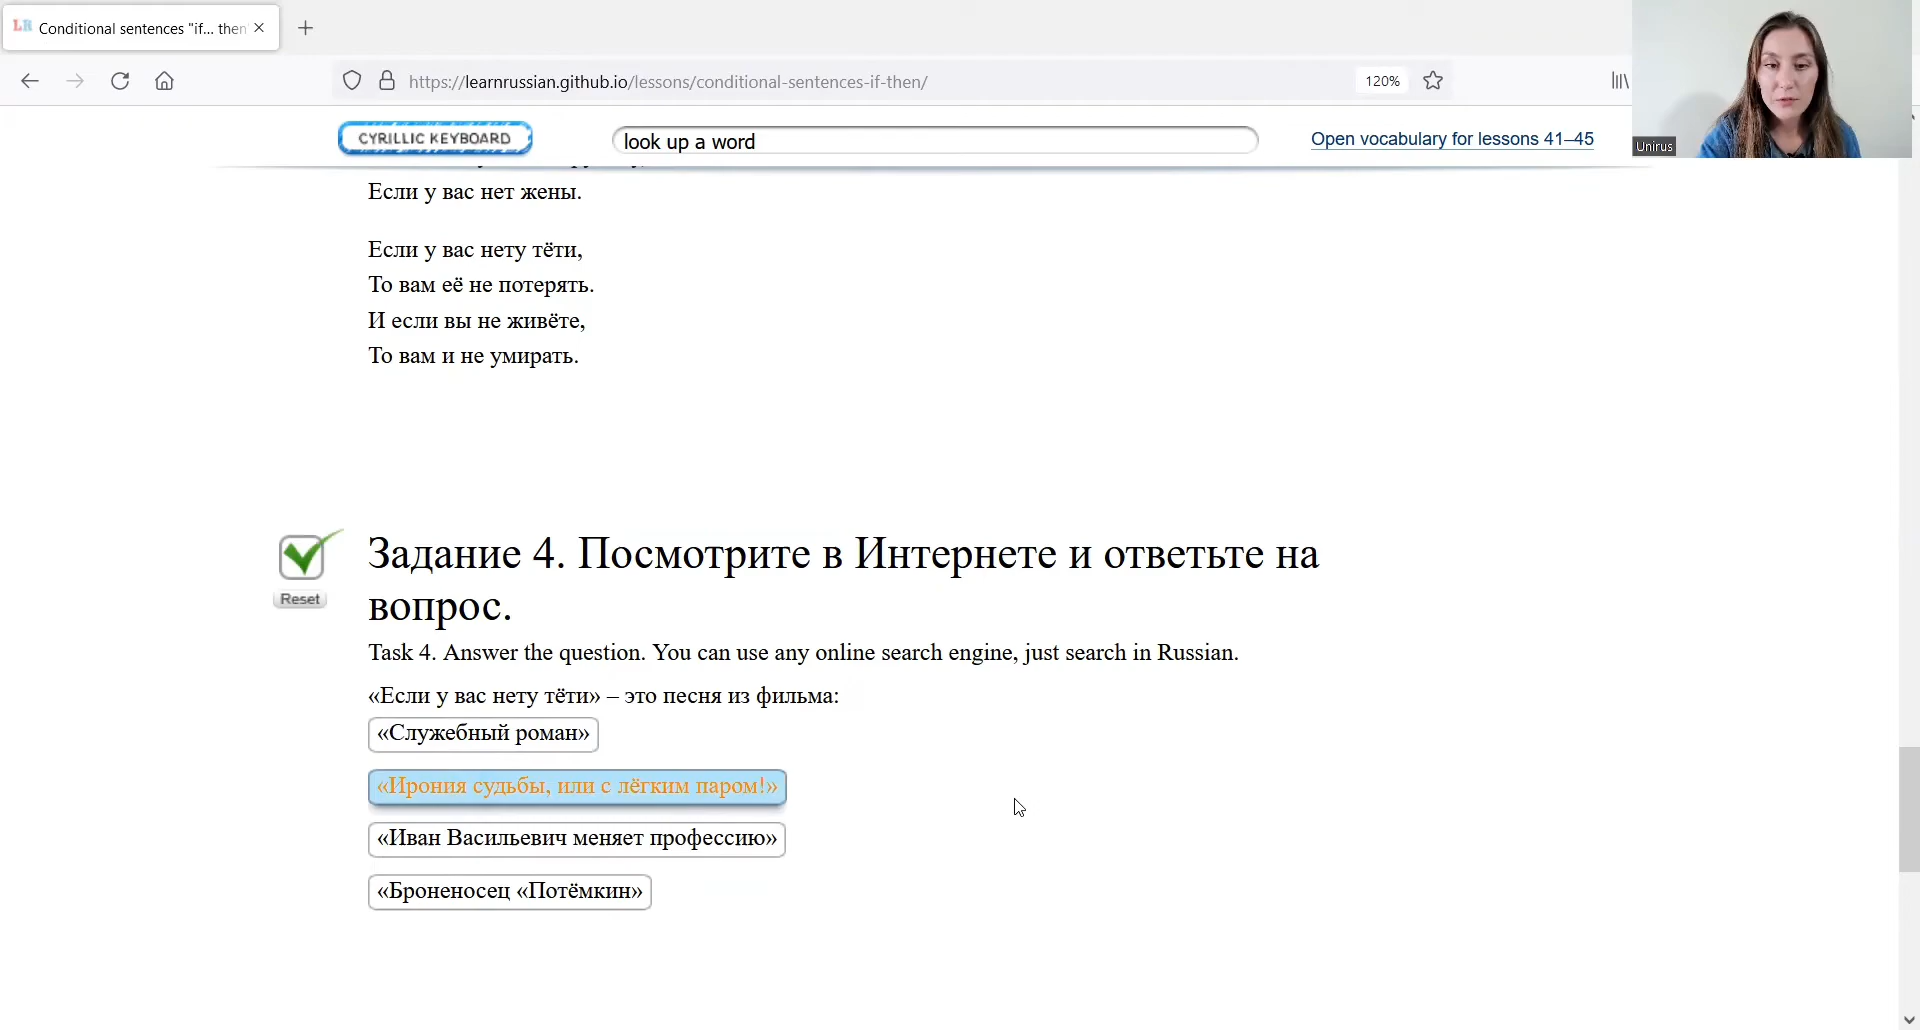 LR Conditional sentences "if... then
https://learnrussian.github.io/lessons/conditional-sentences-if-then/
120%
Unirus
CYRILLIC KEYBOARD
look up a word
Open vocabulary for lessons 41–45
Если у вас нет жены.
Если у вас нету тёти,
То вам её не потерять.
И если вы не живёте,
То вам и не умирать.
Reset
Задание 4. Посмотрите в Интернете и ответьте на
вопрос.
Task 4. Answer the question. You can use any online search engine, just search in Russian.
«Если у вас нету тёти» – это песня из фильма:
«Служебный роман»
«Ирония судьбы, или с лёгким паром!»
«Иван Васильевич меняет профессию»
«Броненосец «Потёмкин»